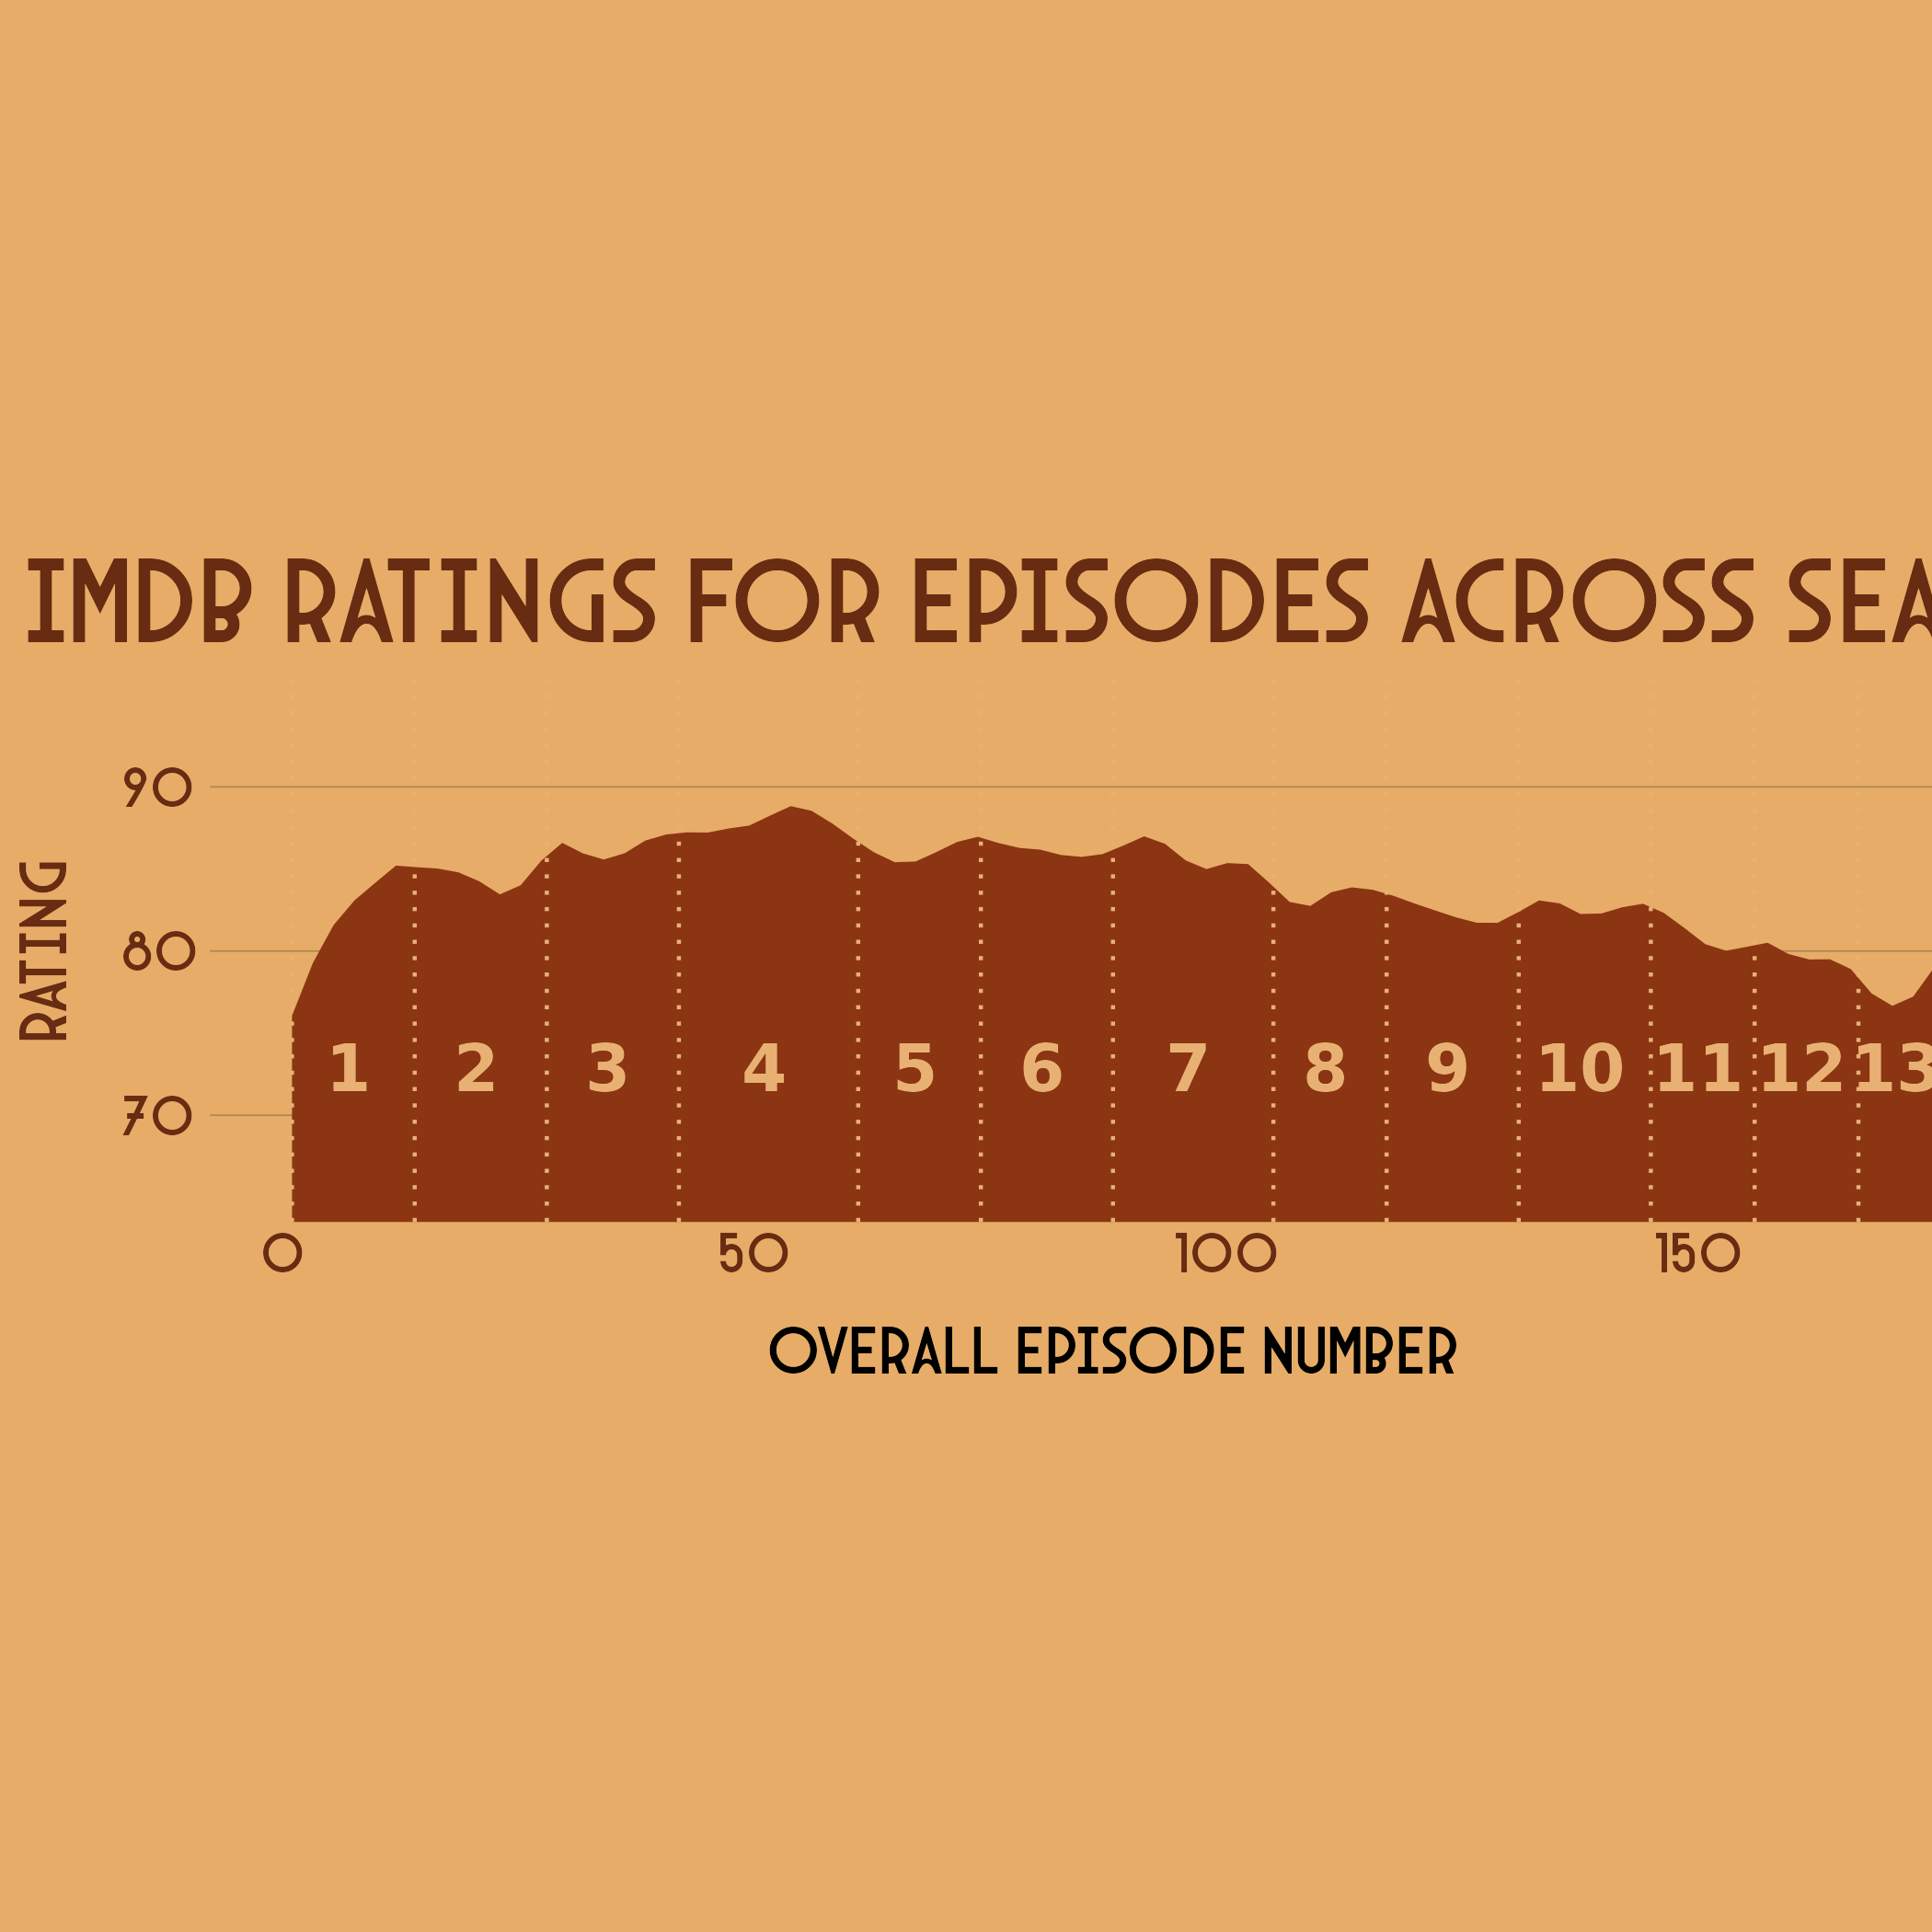 IMDB RATINGS FOR EPISODES ACROSS SEA
90
80
70
RATING
1 2 3 4 5 6 7 8 9 10 11 12 13
0 50 100 150
OVERALL EPISODE NUMBER